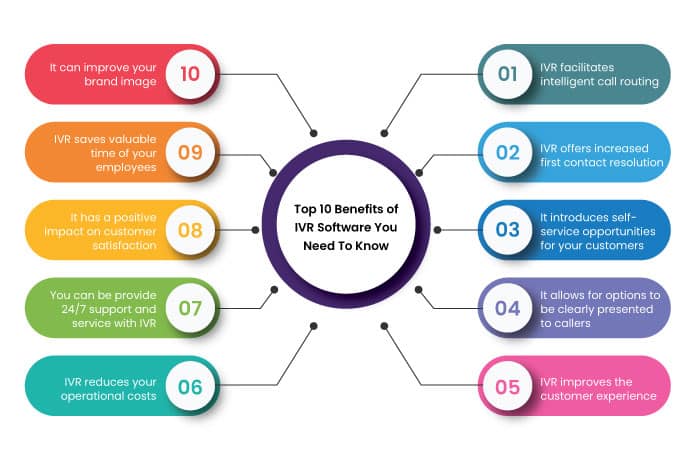 Top 10 Benefits of
IVR Software You
Need To Know
01
IVR facilitates
intelligent call routing
02
IVR offers increased
first contact resolution
03
It introduces self-
service opportunities
for your customers
04
It allows for options to
be clearly presented
to callers
05
IVR improves the
customer experience
06
IVR reduces your
operational costs
07
You can be provide
24/7 support and
service with IVR
08
It has a positive
impact on customer
satisfaction
09
IVR saves valuable
time of your
employees
10
It can improve your
brand image